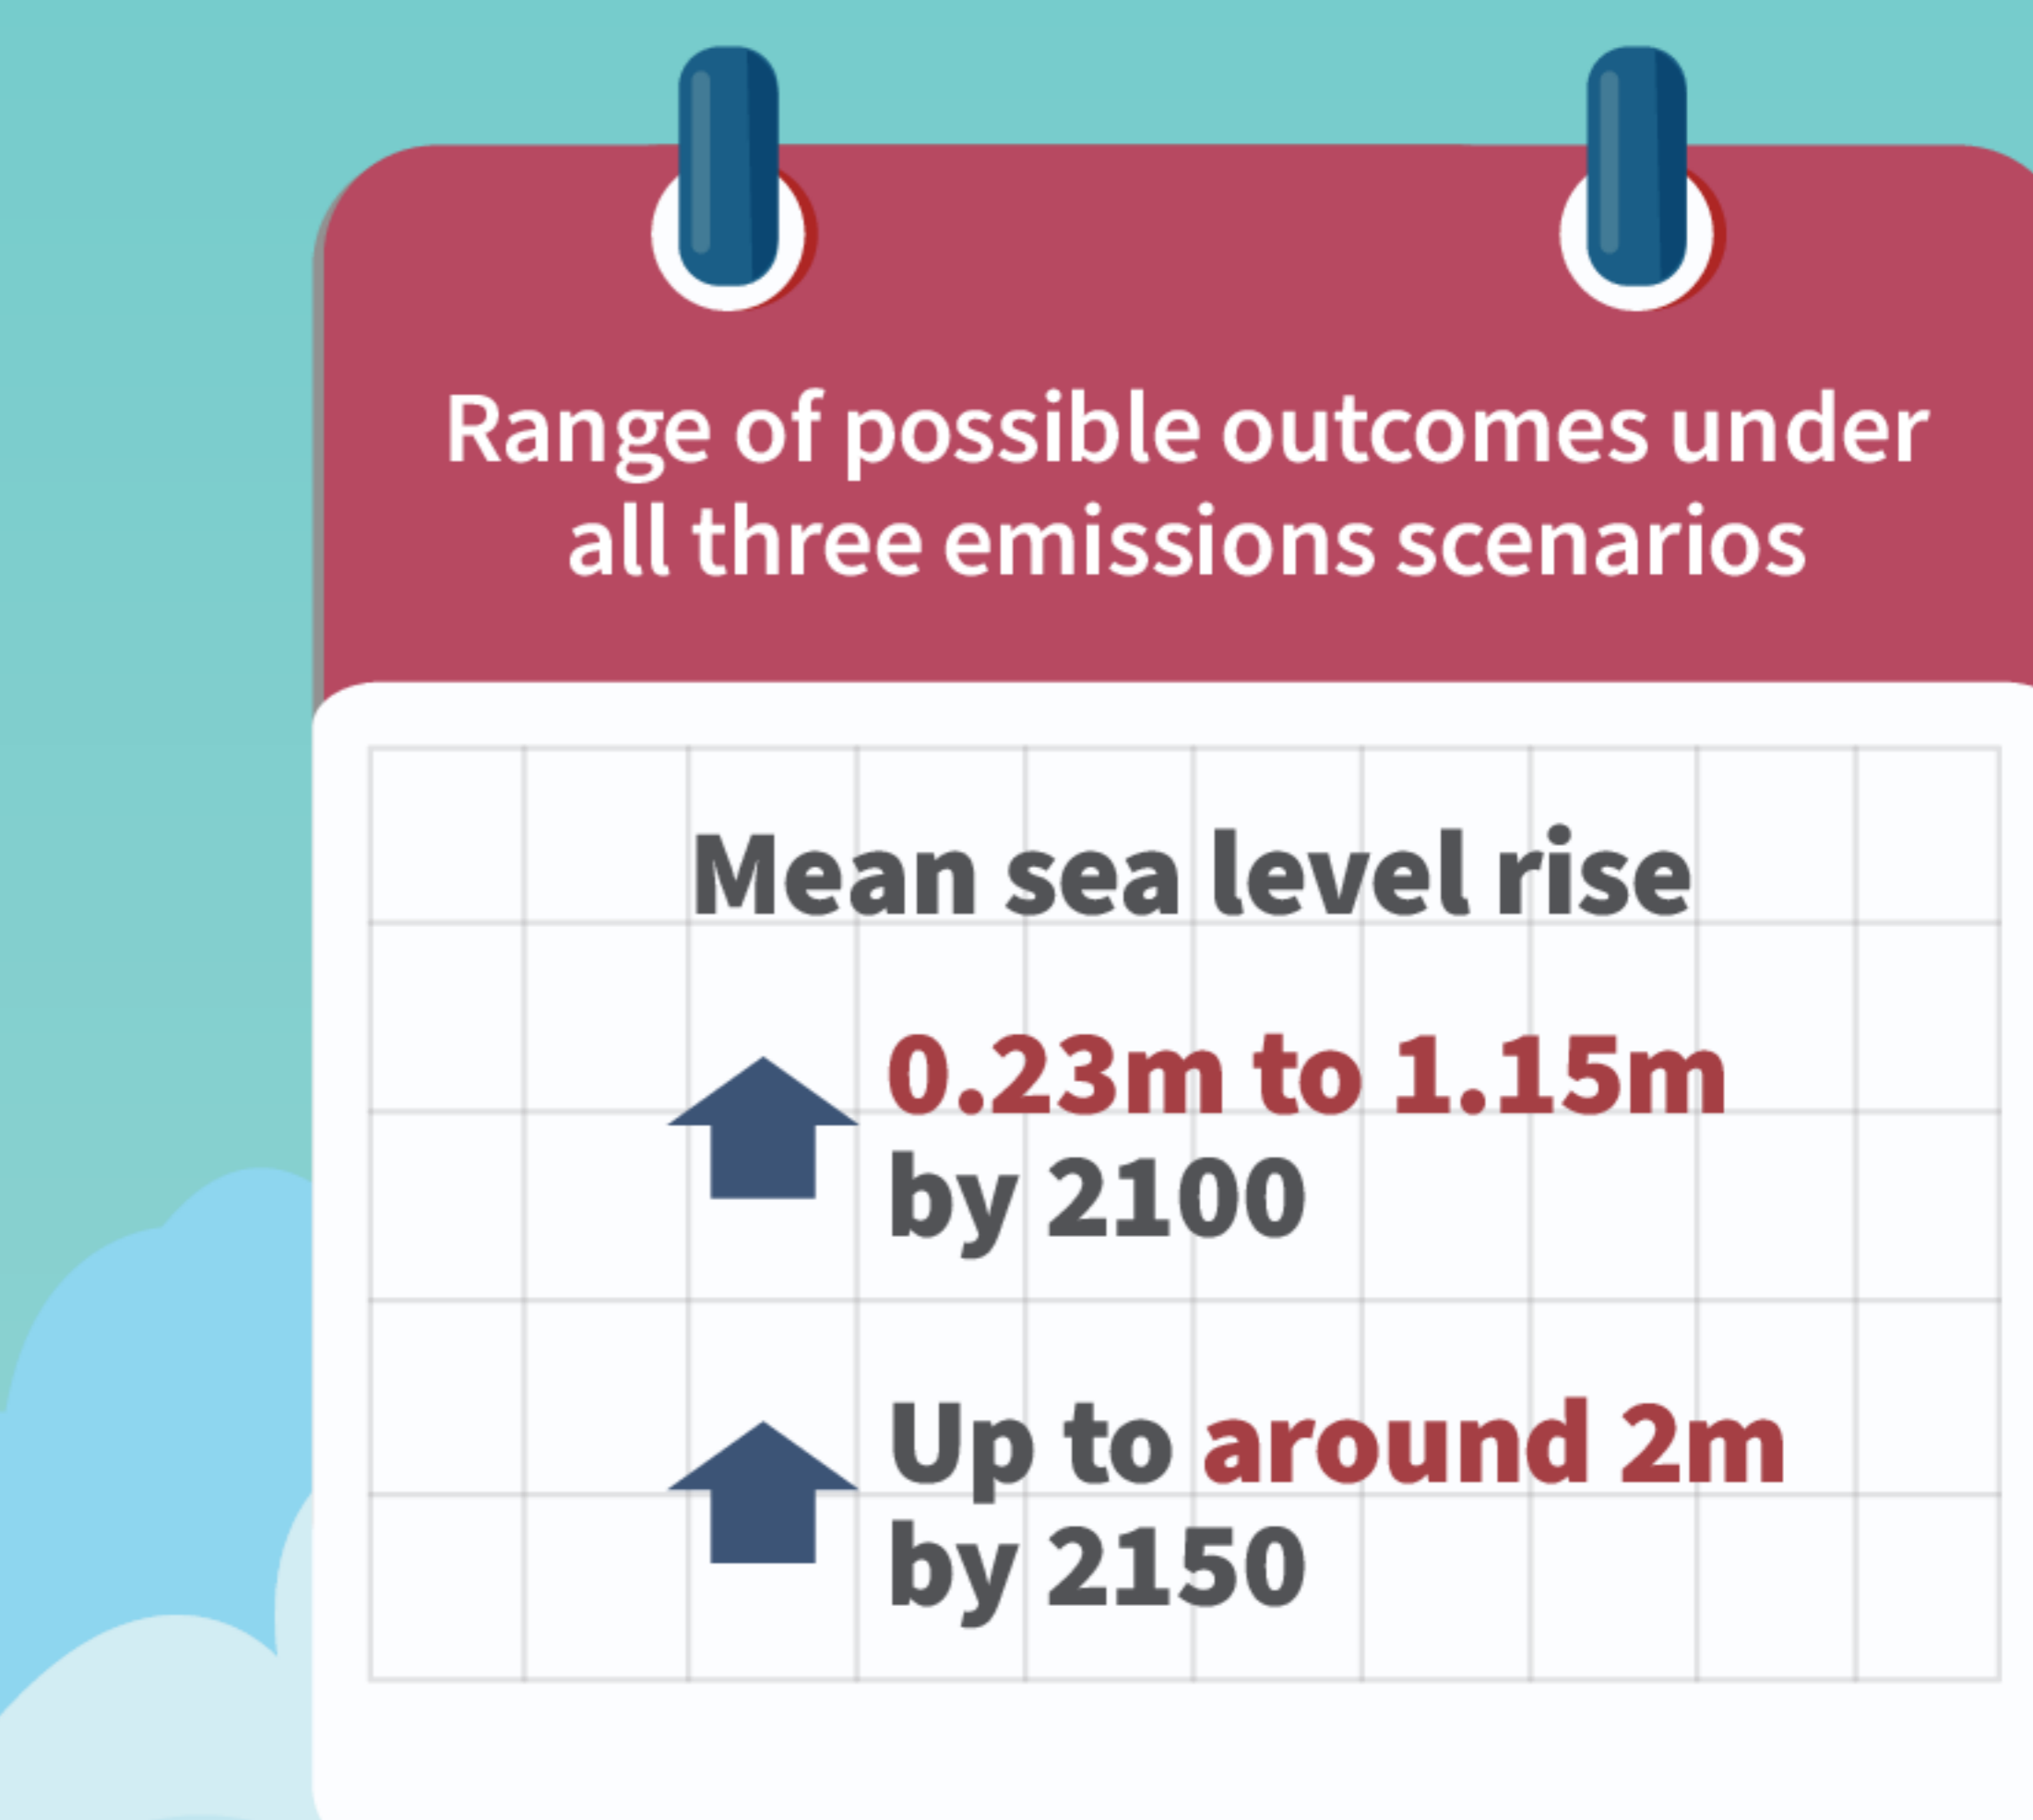 Range of possible outcomes under
all three emissions scenarios
Mean sea level rise
0.23m to 1.15m
by 2100
Up to around 2m
by 2150